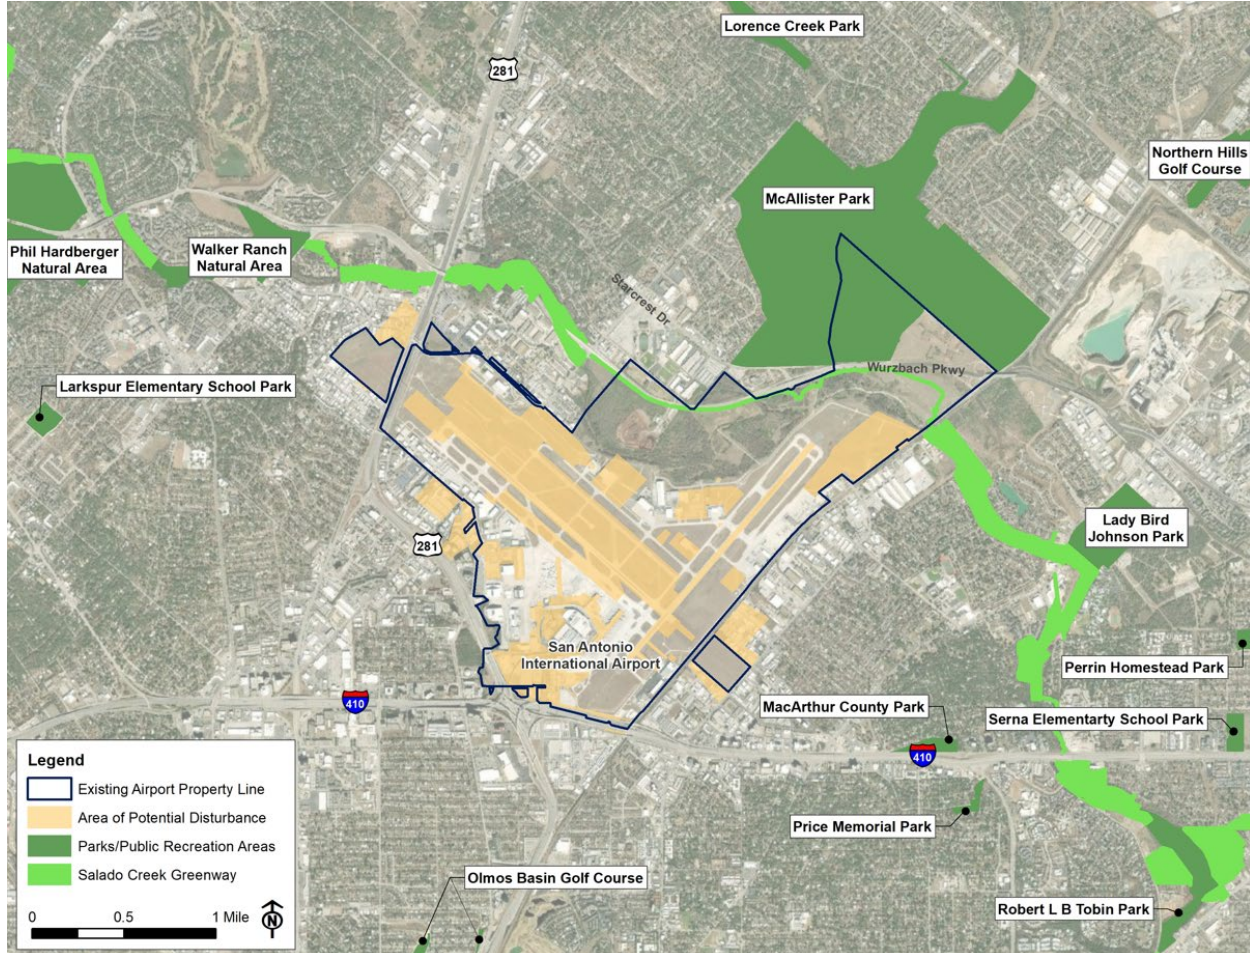 Lorence Creek Park
281
Northern Hills
Golf Course
McAllister Park
Phil Hardberger
Natural Area
Walker Ranch
Natural Area
Starcrest Dr
Wurzbach Pkwy
Larkspur Elementary School Park
Lady Bird
Johnson Park
281
San Antonio
International Airport
Perrin Homestead Park
410
MacArthur County Park
Serna Elementarty School Park
410
Legend
Existing Airport Property Line
Area of Potential Disturbance
Parks/Public Recreation Areas
Salado Creek Greenway
0 0.5 1 Mile
N
Price Memorial Park
Olmos Basin Golf Course
Robert L B Tobin Park